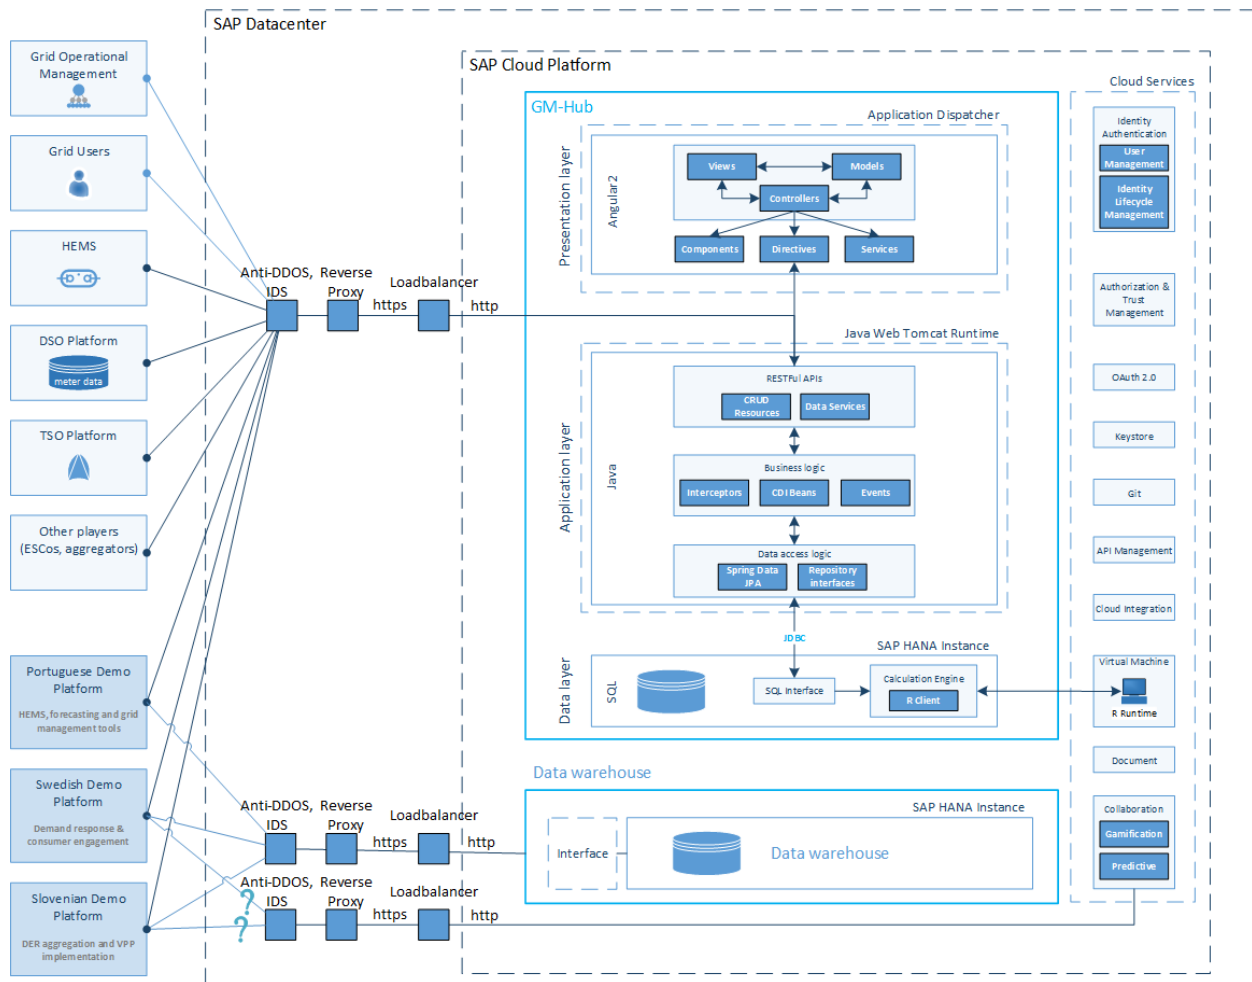 SAP Datacenter
Grid Operational
Management
Grid Users
HEMS
DSO Platform
meter data
TSO Platform
Other players
(ESCos, aggregators)
Portuguese Demo
Platform
HEMS, forecasting and grid
management tools
Swedish Demo
Platform
Demand response &
consumer engagement
Slovenian Demo
Platform
DER aggregation and VPP
implementation
Anti-DDOS,
IDS
Reverse
Proxy
https
Loadbalancer
http
Anti-DDOS,
IDS
Reverse
Proxy
https
Loadbalancer
http
Anti-DDOS,
IDS
Reverse
Proxy
https
Loadbalancer
http
?
?
SAP Cloud Platform
GM-Hub
Application Dispatcher
Presentation layer
Angular2
Views
Models
Controllers
Components
Directives
Services
Java Web Tomcat Runtime
Application layer
Java
RESTFul APIs
CRUD
Resources
Data Services
Business logic
Interceptors
CDI Beans
Events
Data access logic
Spring Data
JPA
Repository
interfaces
JDBC
SAP HANA Instance
Data layer
SQL
SQL Interface
Calculation Engine
R Client
Data warehouse
SAP HANA Instance
Interface
Data warehouse
Cloud Services
Identity
Authentication
User
Management
Identity
Lifecycle
Management
Authorization &
Trust
Management
OAuth 2.0
Keystore
Git
API Management
Cloud Integration
Virtual Machine
R Runtime
Document
Collaboration
Gamification
Predictive